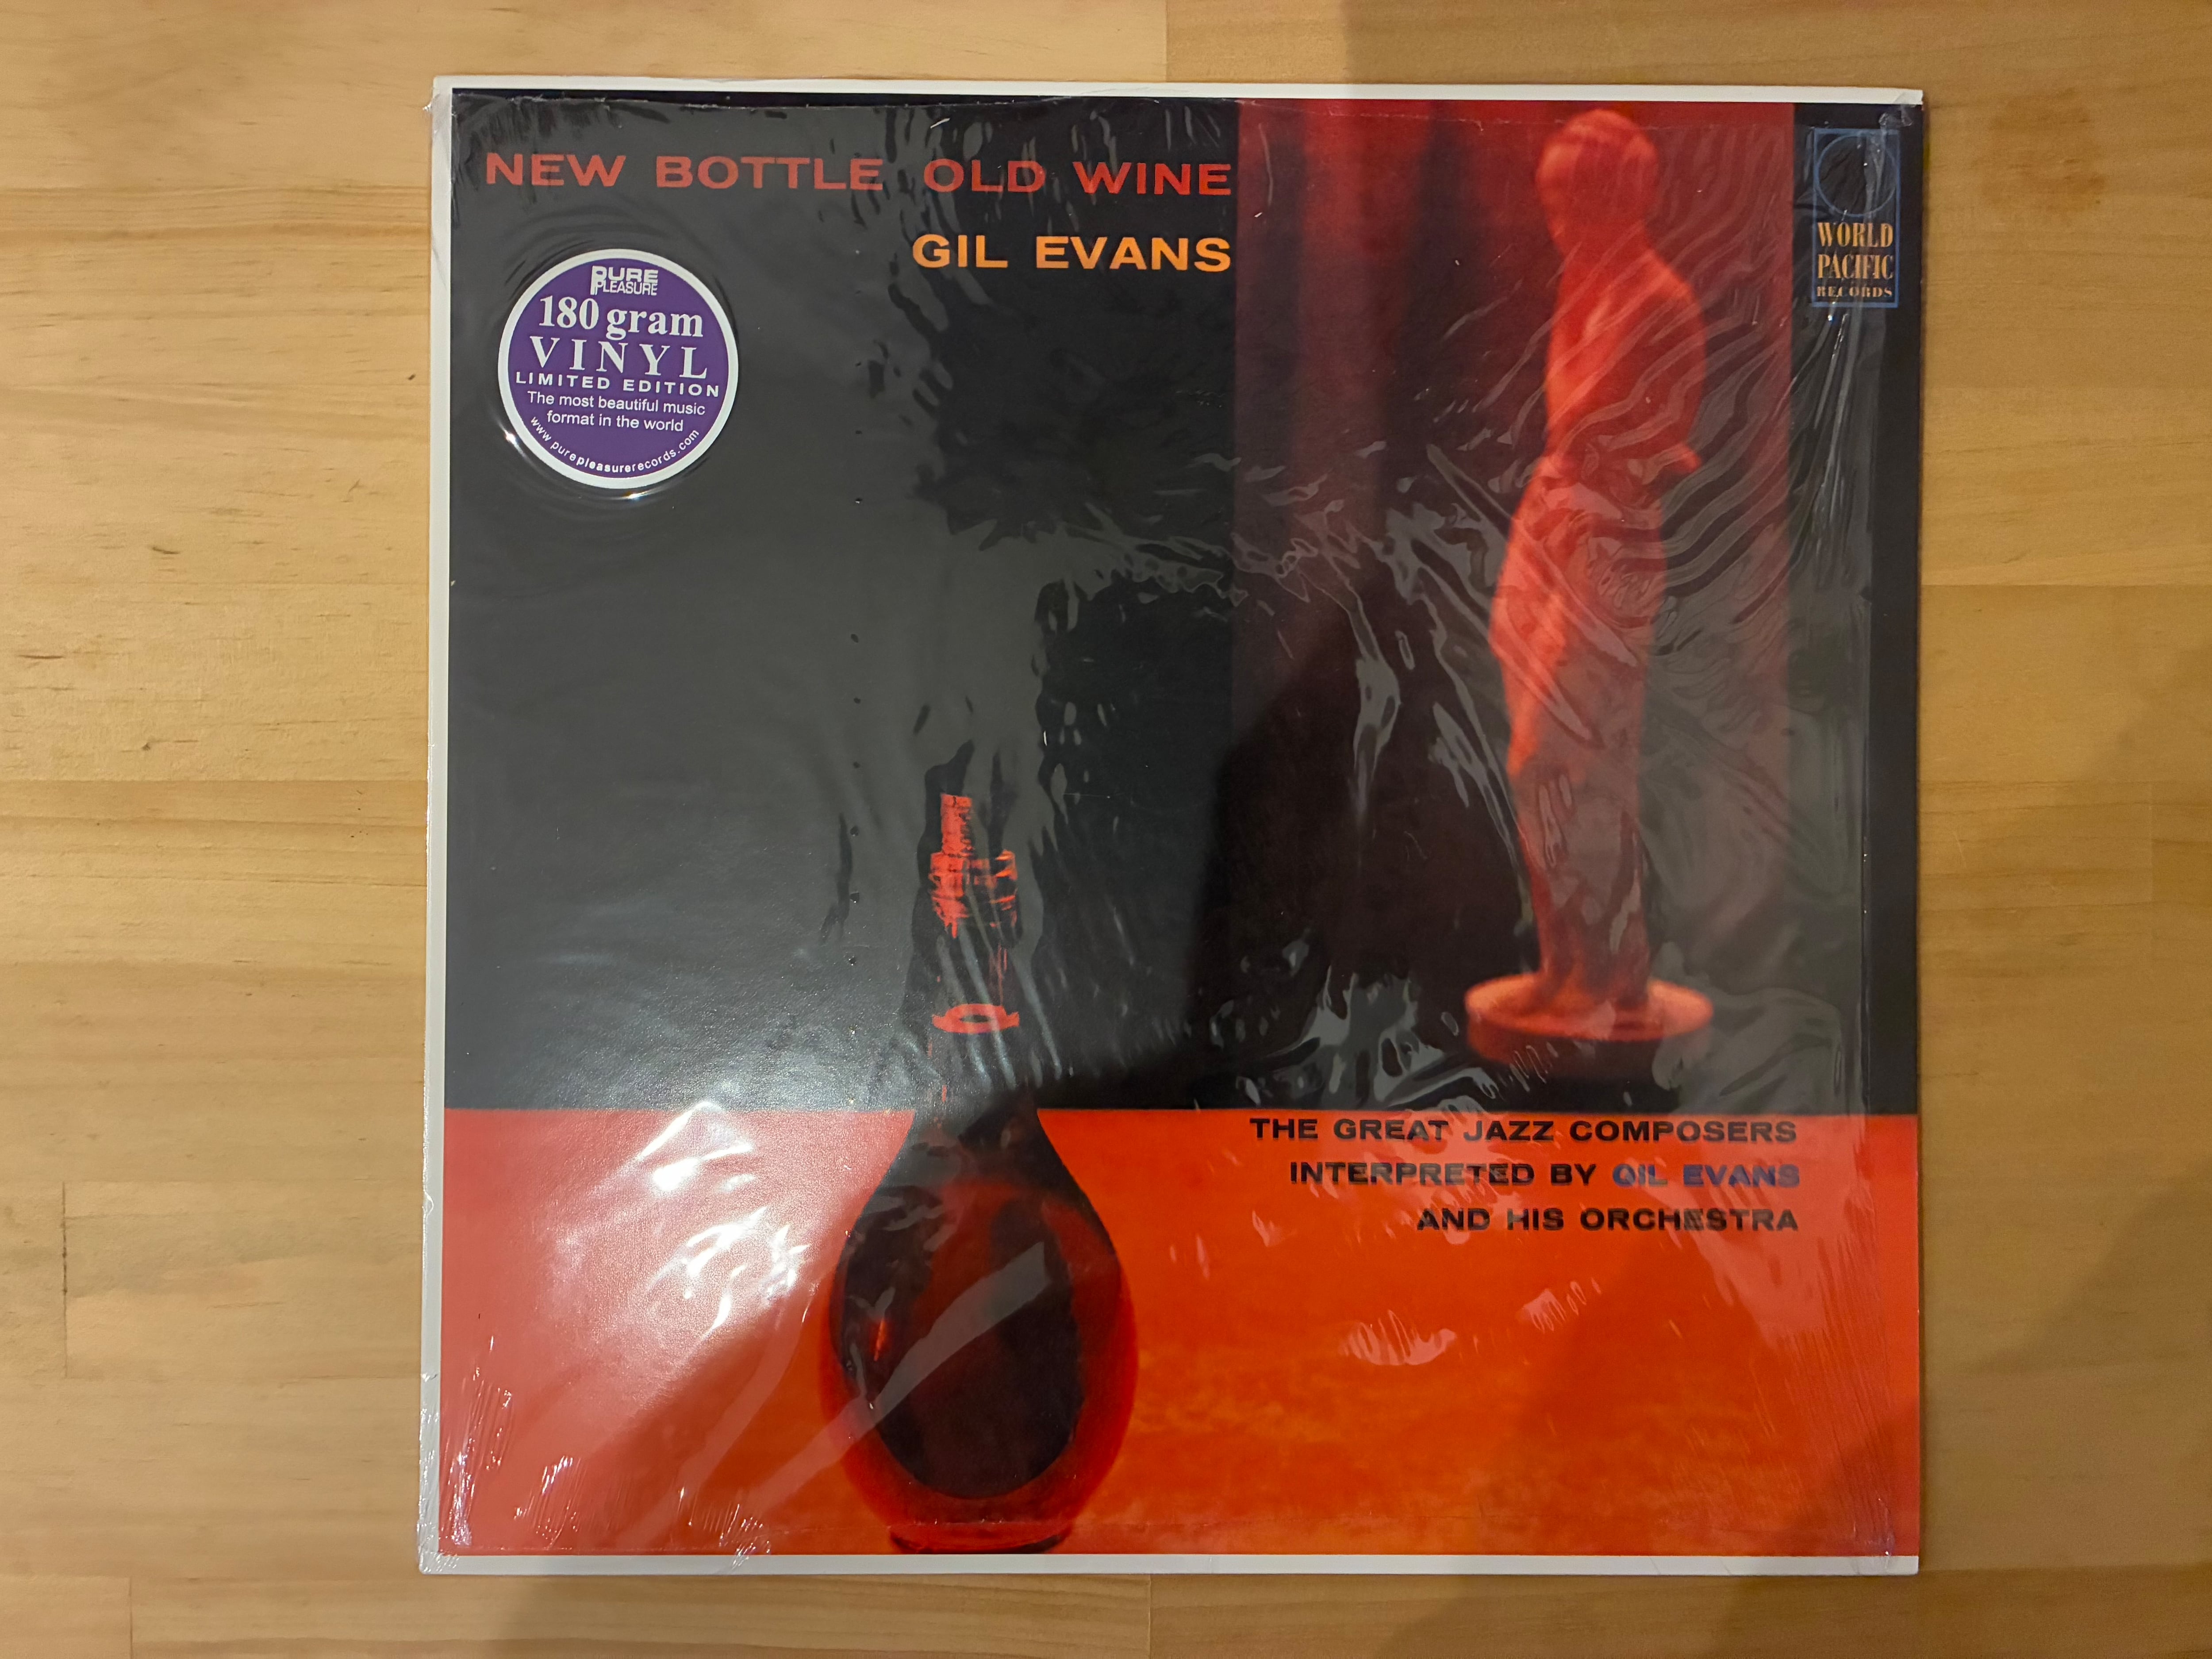 NEW BOTTLE OLD WINE
GIL EVANS
PURE
PLEASURE
180 gram
VINYL
LIMITED EDITION
The most beautiful music
format in the world
www.purepleasurerecords.com
WORLD
PACIFIC
RECORDS
THE GREAT JAZZ COMPOSERS
INTERPRETED BY GIL EVANS
AND HIS ORCHESTRA